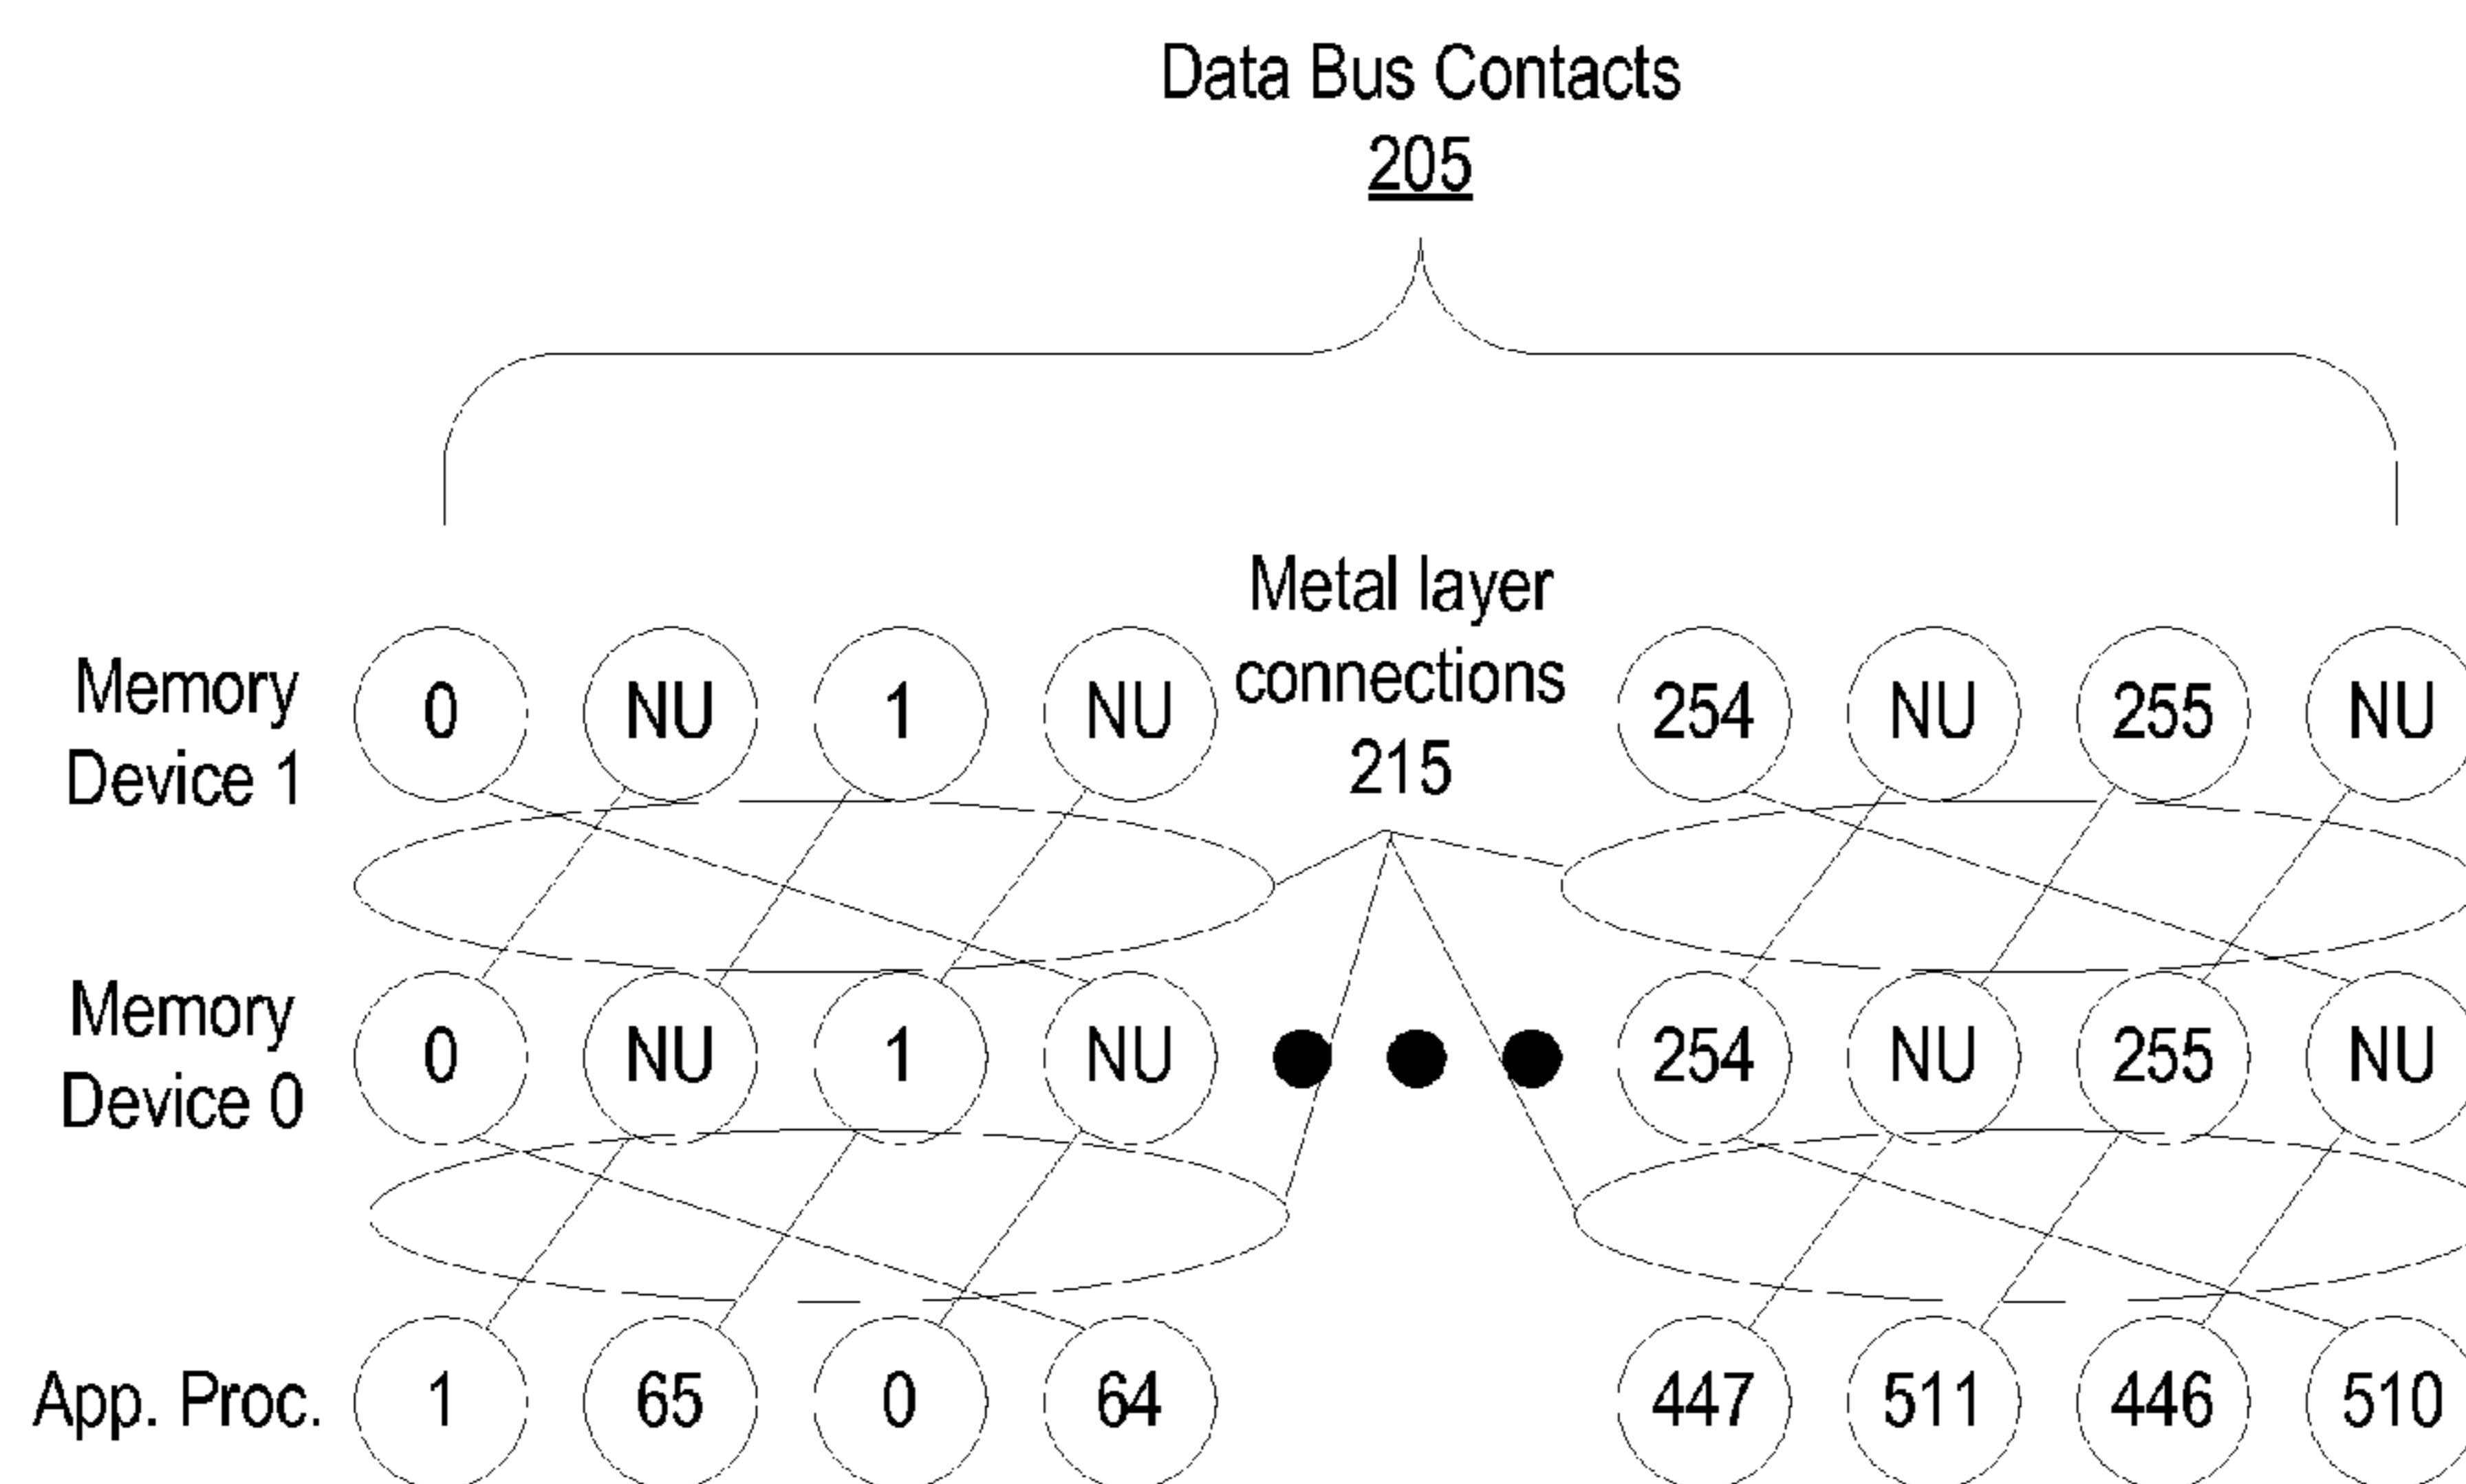 Data Bus Contacts
205
Metal layer
connections
215
Memory
Device 1
0 NU 1 NU 254 NU 255 NU
Memory
Device 0
0 NU 1 NU 254 NU 255 NU
App. Proc. 1 65 0 64 447 511 446 510